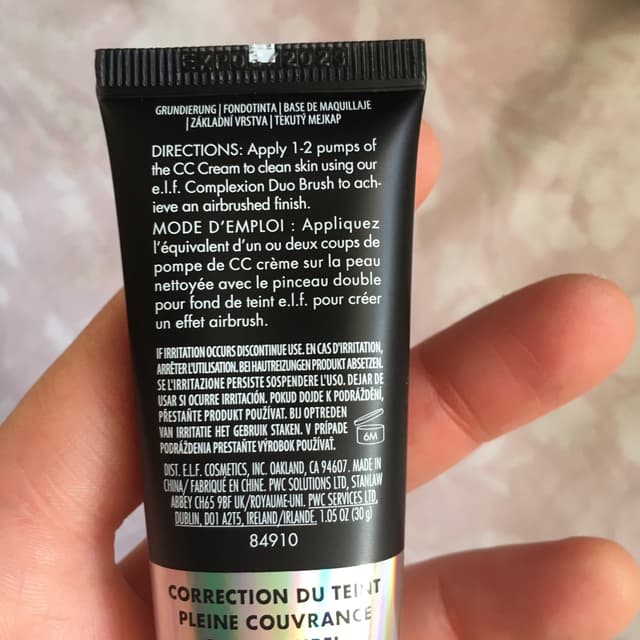 GRUNDIERUNG | FONDOTINTA | BASE DE MAQUILLAJE
| ZÁKLADNÍ VRSTVA | TEKUTÝ MEJKAP
DIRECTIONS: Apply 1-2 pumps of
the CC Cream to clean skin using our
e.l.f. Complexion Duo Brush to ach-
ieve an airbrushed finish.
MODE D'EMPLOI : Appliquez
l'équivalent d'un ou deux coups de
pompe de CC crème sur la peau
nettoyée avec le pinceau double
pour fond de teint e.l.f. pour créer
un effet airbrush.
IF IRRITATION OCCURS DISCONTINUE USE. EN CAS D'IRRITATION,
ARRÊTER L'UTILISATION. BEI HAUTREIZUNGEN PRODUKT ABSETZEN.
SE L'IRRITAZIONE PERSISTE SOSPENDERE L'USO. DEJAR DE
USAR SI OCURRE IRRITACIÓN. POKUD DOJDE K PODRÁŽDĚNÍ,
PŘESTAŇTE PRODUKT POUŽÍVAT. BIJ OPTREDEN
VAN IRRITATIE HET GEBRUIK STAKEN. V PRÍPADE
PODRÁŽDENIA PRESTAŇTE VÝROBOK POUŽÍVAŤ.
6M
DIST. E.L.F. COSMETICS, INC. OAKLAND, CA 94607. MADE IN
CHINA/ FABRIQUÉ EN CHINE. PWC SOLUTIONS LTD, STANLAW
ABBEY CH65 9BF UK/ROYAUME-UNI. PWC SERVICES LTD,
DUBLIN, D01 A2T5, IRELAND/IRLANDE. 1.05 OZ (30 g)
84910
CORRECTION DU TEINT
PLEINE COUVRANCE